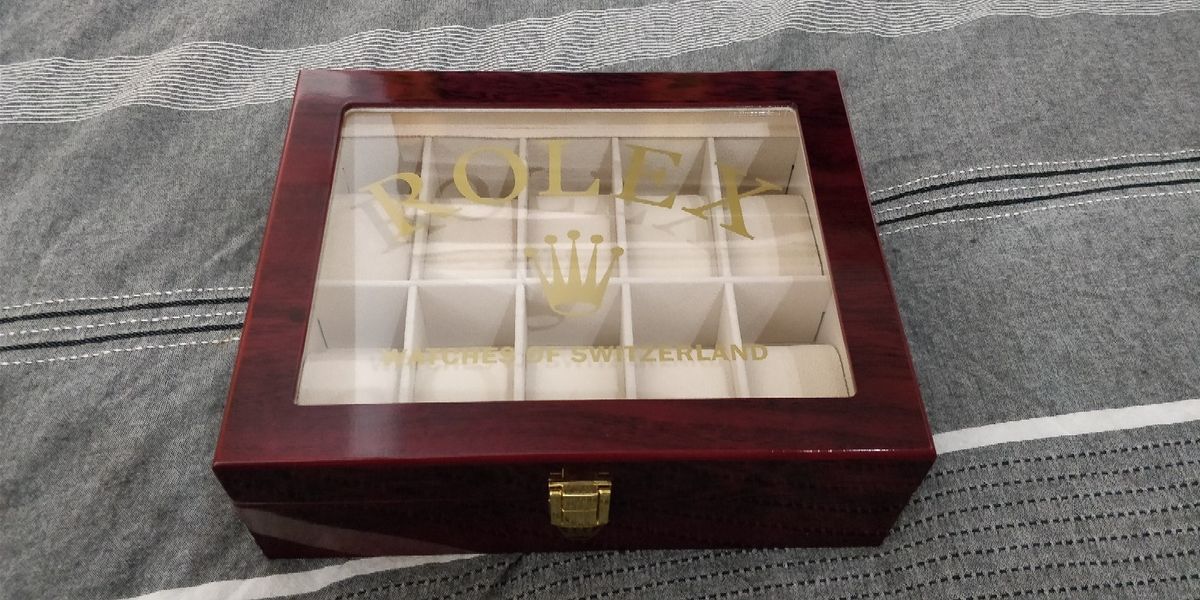 ROLEX
WATCHES OF SWITZERLAND